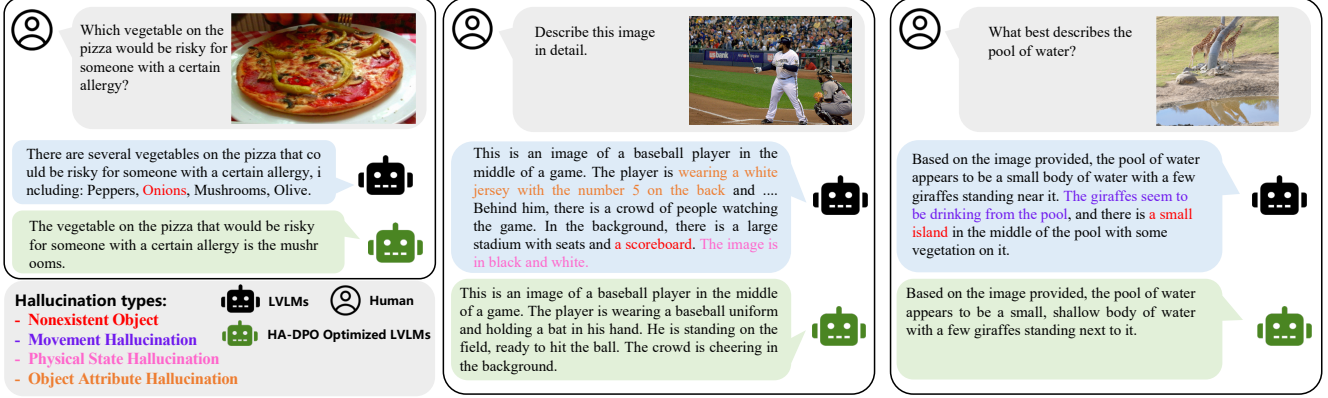 Which vegetable on the
pizza would be risky for
someone with a certain
allergy?
There are several vegetables on the pizza that co
uld be risky for someone with a certain allergy, i
ncluding: Peppers, Onions, Mushrooms, Olive.
The vegetable on the pizza that would be risky
for someone with a certain allergy is the mushr
ooms.
Hallucination types:
- Nonexistent Object
- Movement Hallucination
- Physical State Hallucination
- Object Attribute Hallucination
LVLMs
Human
HA-DPO Optimized LVLMs
Describe this image
in detail.
bank
This is an image of a baseball player in the
middle of a game. The player is wearing a white
jersey with the number 5 on the back and ....
Behind him, there is a crowd of people watching
the game. In the background, there is a large
stadium with seats and a scoreboard. The image is
in black and white.
This is an image of a baseball player in the middle
of a game. The player is wearing a baseball uniform
and holding a bat in his hand. He is standing on the
field, ready to hit the ball. The crowd is cheering in
the background.
What best describes the
pool of water?
Based on the image provided, the pool of water
appears to be a small body of water with a few
giraffes standing near it. The giraffes seem to
be drinking from the pool, and there is a small
island in the middle of the pool with some
vegetation on it.
Based on the image provided, the pool of water
appears to be a small, shallow body of water
with a few giraffes standing next to it.